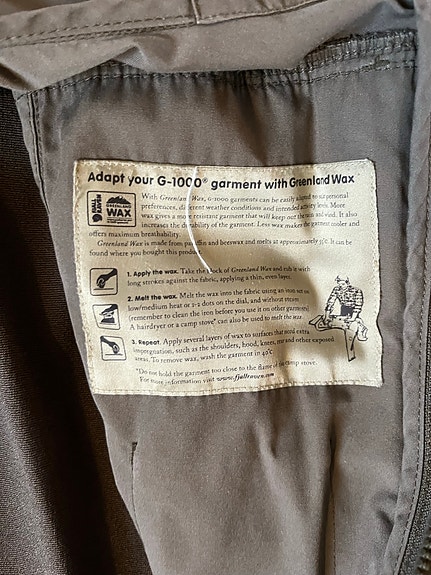 Adapt your G-1000® garment with Greenland Wax
FJÄLL RÄVEN
GREENLAND
WAX
With Greenland Wax, G-1000 garments can be easily adapted to personal
preferences, different weather conditions and intended activity levels. More
wax gives a more resistant garment that will keep out the rain and wind. It also
increases the durability of the garment. Less wax makes the garment cooler and
offers maximum breathability.
Greenland Wax is made from paraffin and beeswax and melts at approximately
It can be
found where you bought this product.
1. Apply the wax. Take the block of Greenland Wax and rub it with
long strokes against the fabric, applying a thin, even layer.
2. Melt the wax. Melt the wax into the fabric using an iron set on
low/medium heat or 1-2 dots on the dial, and without steam
(remember to clean the iron before you use it on other garments).
A hairdryer or a camp stove* can also be used to melt the wax.
3. Repeat. Apply several layers of wax to surfaces that need extra
impregnation, such as the shoulders, hood, knees, rear and other exposed
areas. To remove wax, wash the garment in 40°C
*Do not hold the garment too close to the flame of the camp stove.
For more information visit www.fjallraven.com